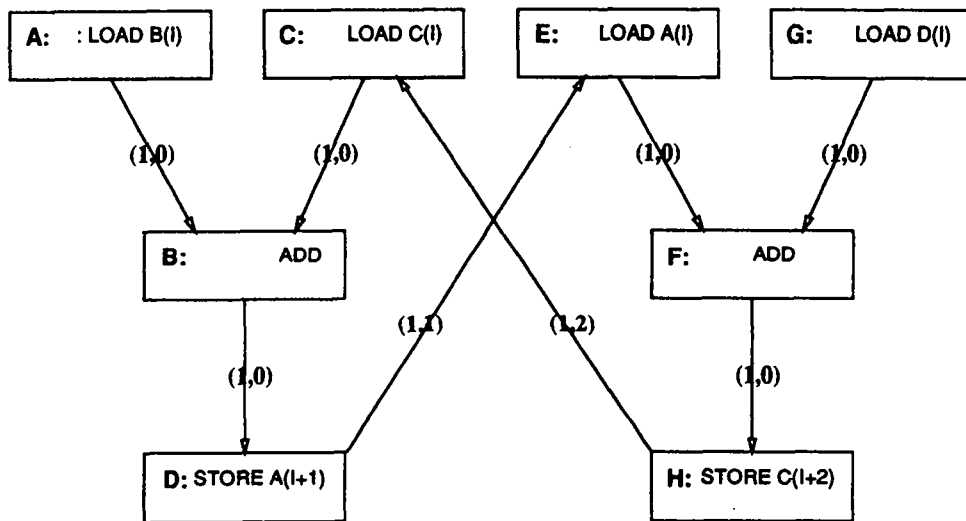 A: : LOAD B(I)
C: LOAD C(I)
E: LOAD A(I)
G: LOAD D(I)
(1,0)
(1,0)
(1,0)
(1,0)
B: ADD
F: ADD
(1,1)
(1,2)
(1,0)
(1,0)
D: STORE A(I+1)
H: STORE C(I+2)